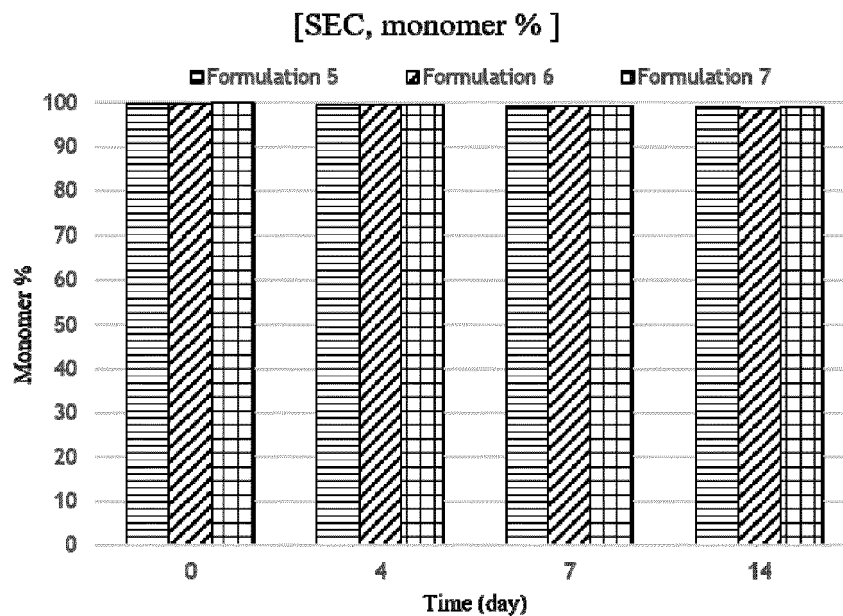 [SEC, monomer % ]
Formulation 5 Formulation 6 Formulation 7
100
90
80
70
60
50
40
30
20
10
0
Monomer %
0 4 7 14
Time (day)